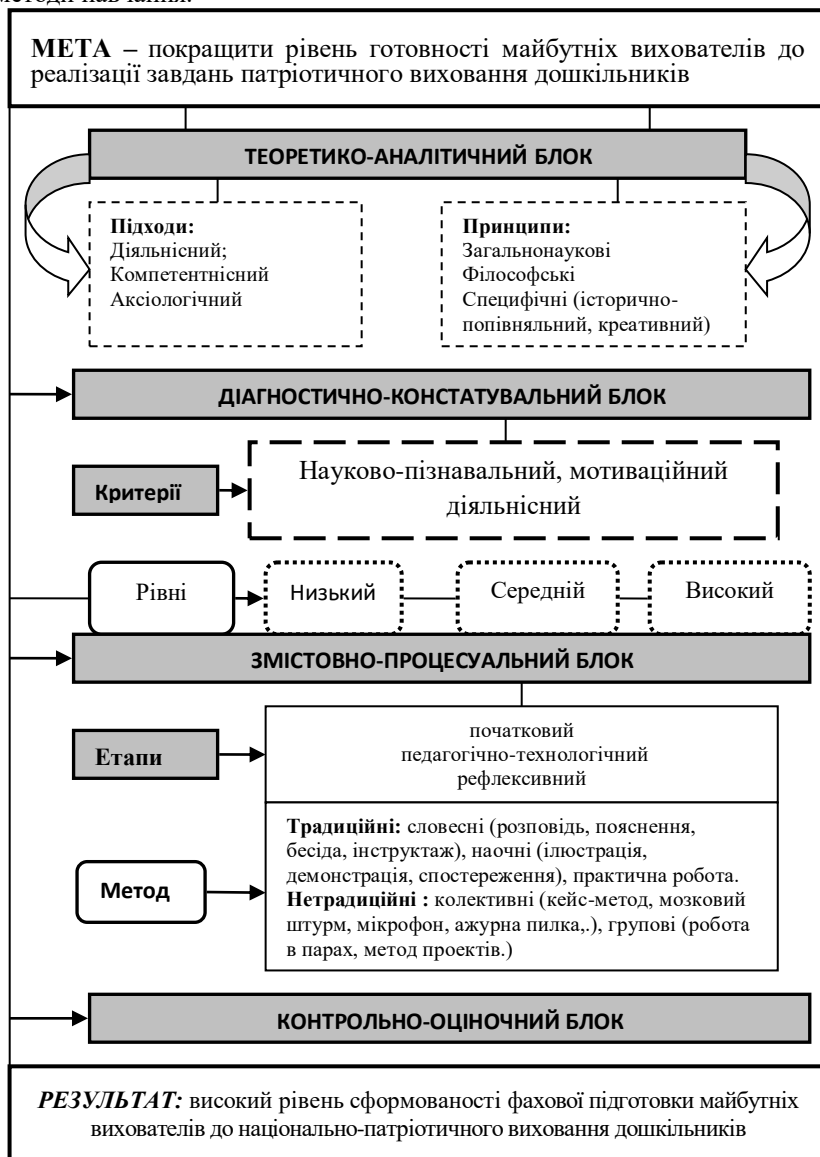 методи навчання.
МЕТА – покращити рівень готовності майбутніх вихователів до
реалізації завдань патріотичного виховання дошкільників
ТЕОРЕТИКО-АНАЛІТИЧНИЙ БЛОК
Підходи:
Діяльнісний;
Компетентнісний
Аксіологічний
Принципи:
Загальнонаукові
Філософські
Специфічні (історично-
попівняльний, креативний)
ДІАГНОСТИЧНО-КОНСТАТУВАЛЬНИЙ БЛОК
Критерії
Науково-пізнавальний, мотиваційний
діяльнісний
Рівні
Низький
Середній
Високий
ЗМІСТОВНО-ПРОЦЕСУАЛЬНИЙ БЛОК
Етапи
початковий
педагогічно-технологічний
рефлексивний
Метод
Традиційні: словесні (розповідь, пояснення,
бесіда, інструктаж), наочні (ілюстрація,
демонстрація, спостереження), практична робота.
Нетрадиційні : колективні (кейс-метод, мозковий
штурм, мікрофон, ажурна пилка,.), групові (робота
в парах, метод проектів.)
КОНТРОЛЬНО-ОЦІНОЧНИЙ БЛОК
РЕЗУЛЬТАТ: високий рівень сформованості фахової підготовки майбутніх
вихователів до національно-патріотичного виховання дошкільників